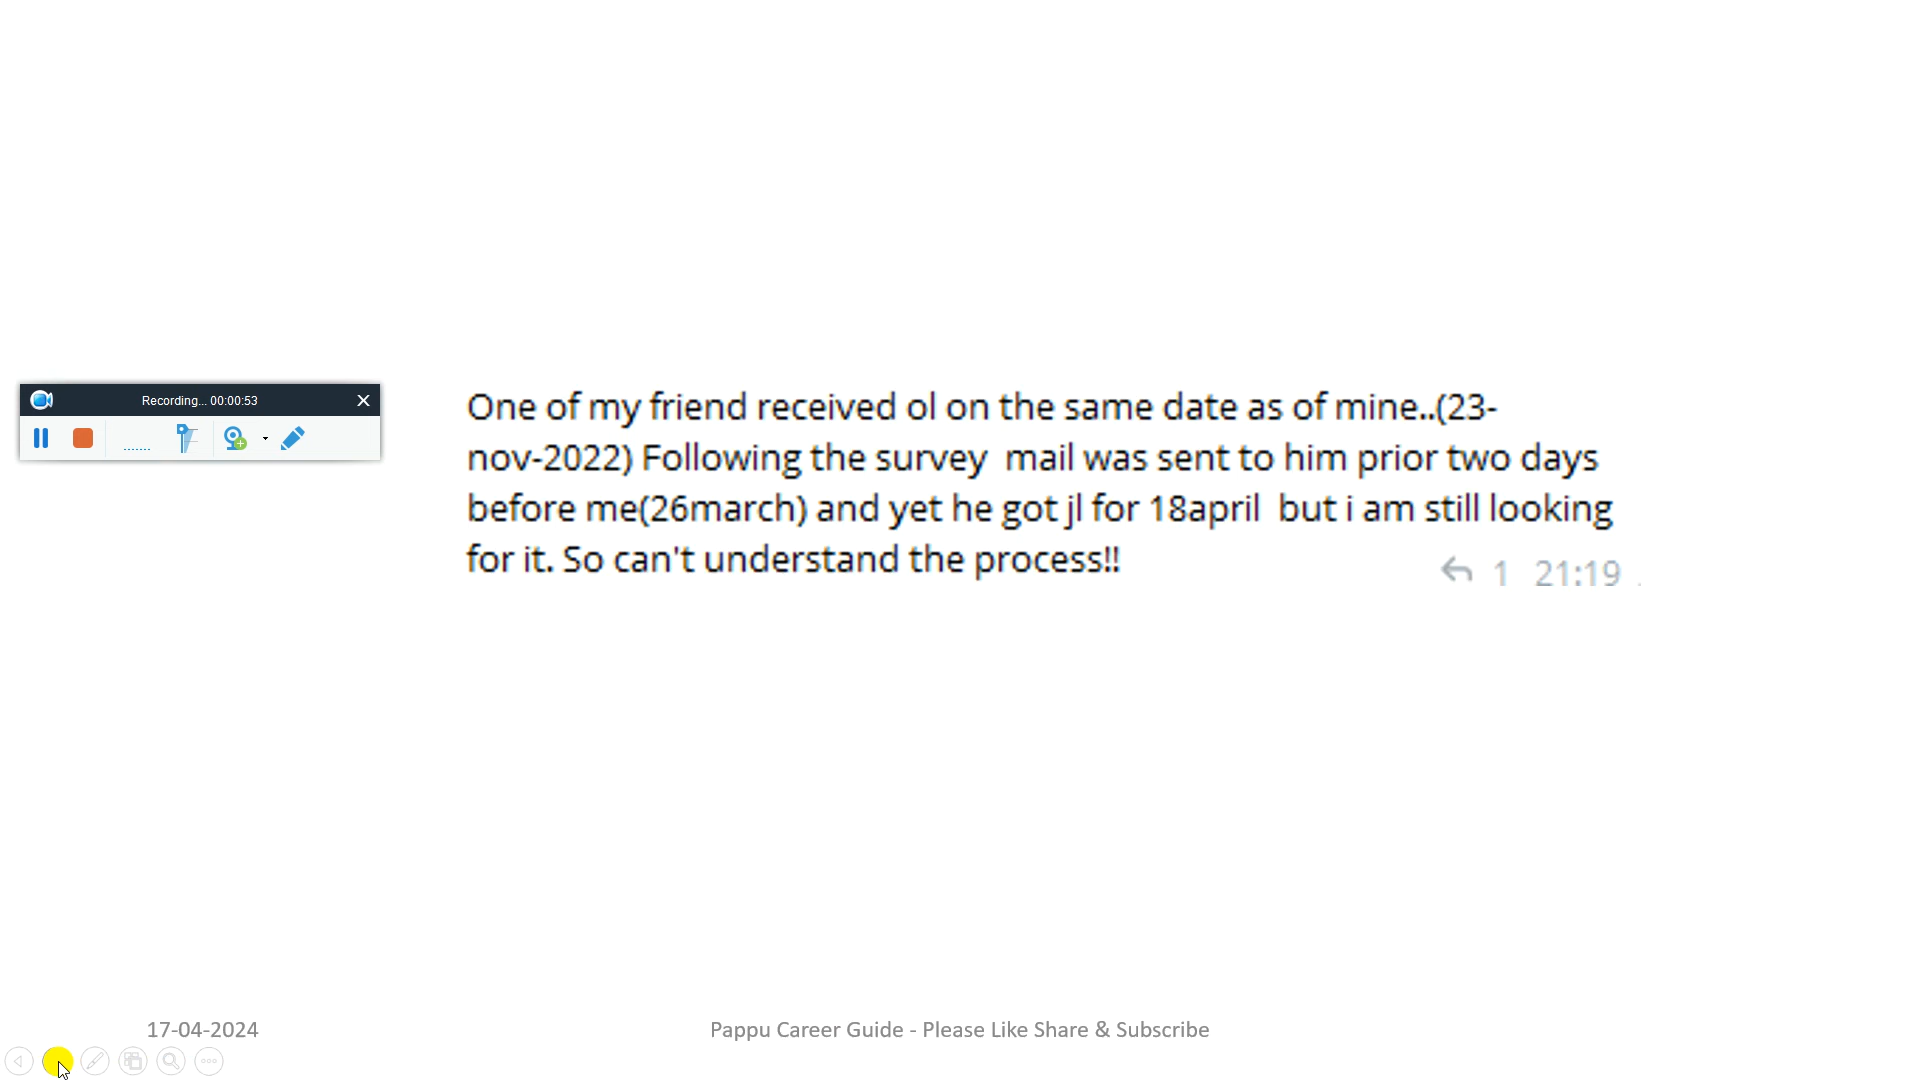 Recording... 00:00:53
One of my friend received ol on the same date as of mine..(23-
nov-2022) Following the survey mail was sent to him prior two days
before me(26march) and yet he got jl for 18april but i am still looking
for it. So can't understand the process!!
1 21:19
17-04-2024
Pappu Career Guide - Please Like Share & Subscribe